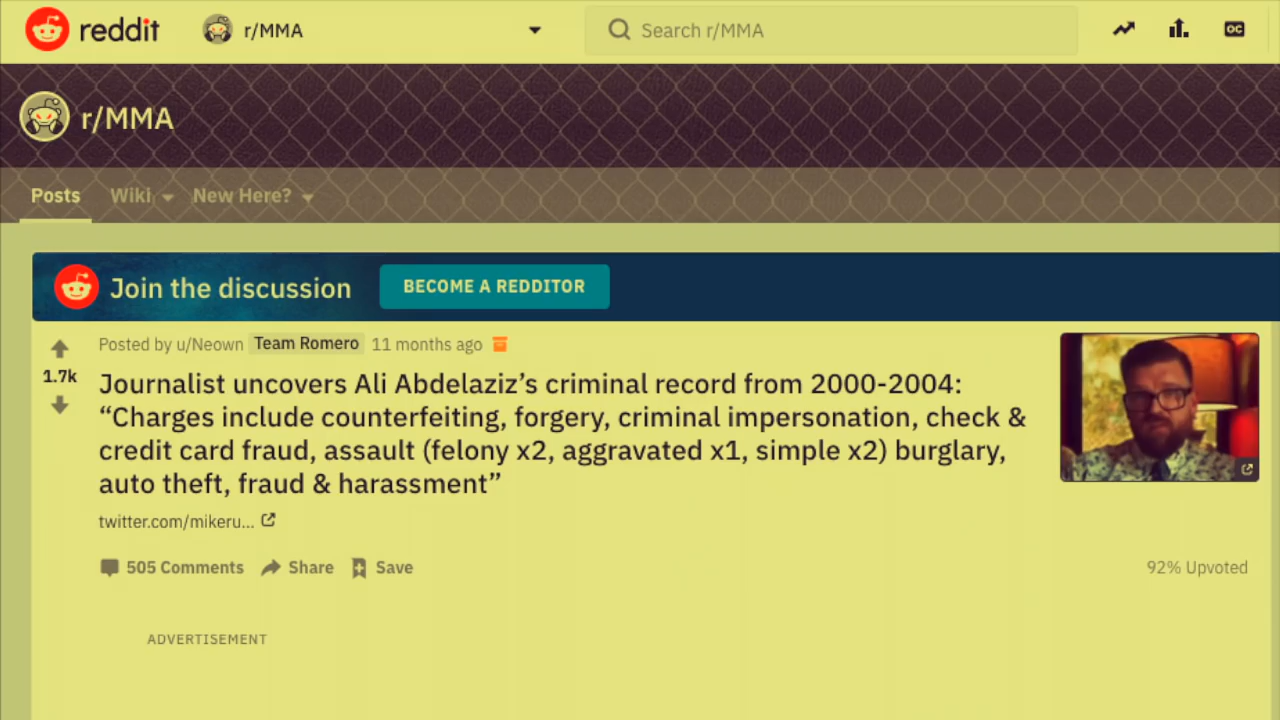 reddit r/MMA Search r/MMA OC
r/MMA
Posts Wiki New Here?
Join the discussion BECOME A REDDITOR
Posted by u/Neown Team Romero 11 months ago
1.7k
Journalist uncovers Ali Abdelaziz’s criminal record from 2000-2004:
“Charges include counterfeiting, forgery, criminal impersonation, check &
credit card fraud, assault (felony x2, aggravated x1, simple x2) burglary,
auto theft, fraud & harassment”
twitter.com/mikeru...
505 Comments Share Save 92% Upvoted
ADVERTISEMENT